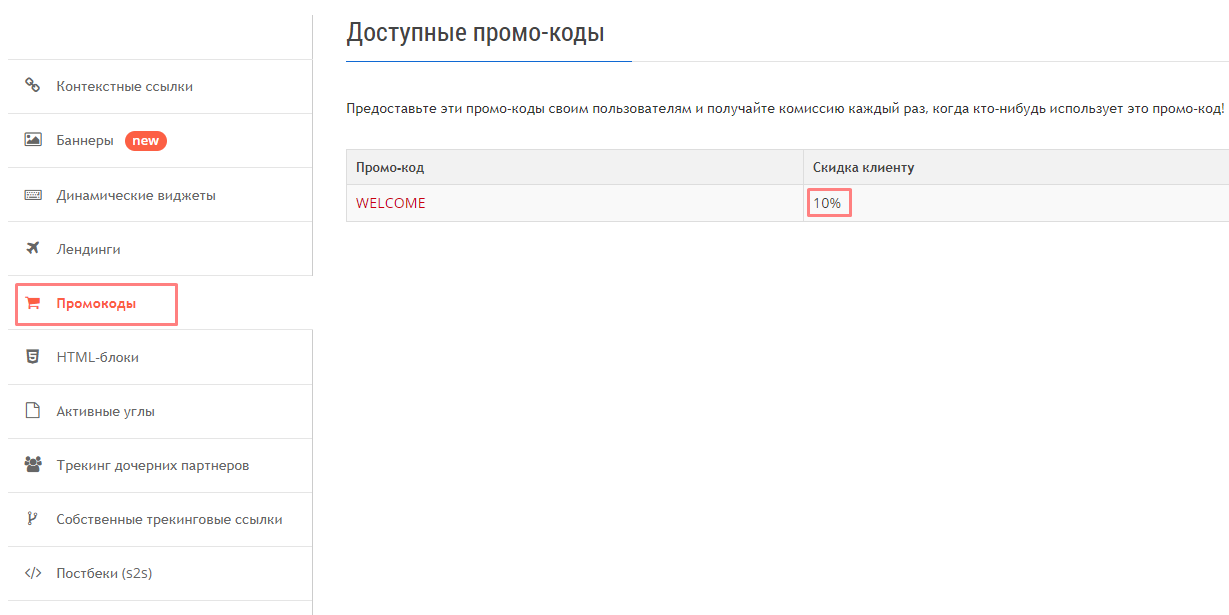 Доступные промо-коды
Контекстные ссылки
Баннеры new
Динамические виджеты
Лендинги
Промокоды
HTML-блоки
Активные углы
Трекинг дочерних партнеров
Собственные трекинговые ссылки
Постбеки (s2s)
Предоставьте эти промо-коды своим пользователям и получайте комиссию каждый раз, когда кто-нибудь использует это промо-код!
Промо-код Скидка клиенту
WELCOME 10%